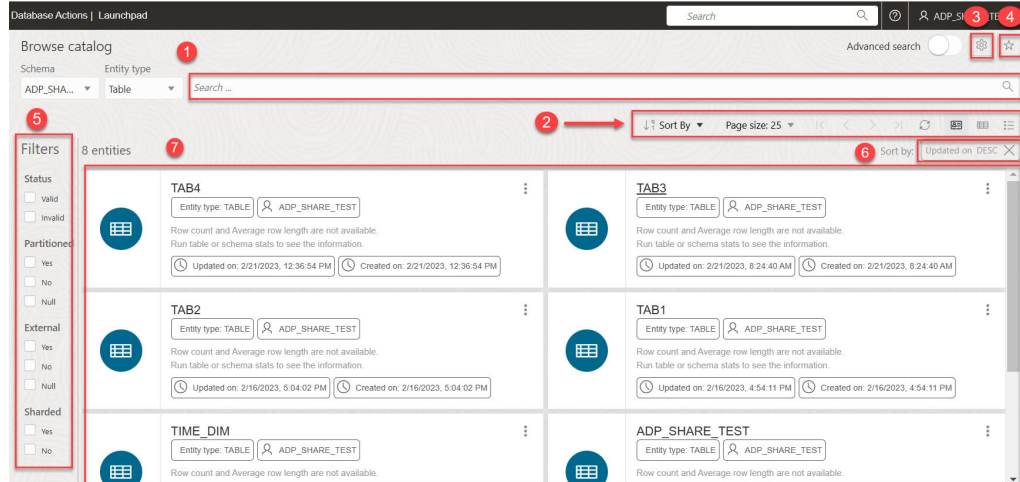 Database Actions | Launchpad
Search
ADP_SH
TE
3
4
Browse catalog
1
Advanced search
Schema
Entity type
ADP_SHA...
Table
Search ...
5
2
Sort By
Page size: 25
Filters
8 entities
7
6
Sort by:
Updated on DESC
Status
Valid
Invalid
Partitioned
Yes
No
Null
External
Yes
No
Null
Sharded
Yes
No
TAB4
Entity type: TABLE
ADP_SHARE_TEST
Row count and Average row length are not available.
Run table or schema stats to see the information.
Updated on: 2/21/2023, 12:36:54 PM
Created on: 2/21/2023, 12:36:54 PM
TAB3
Entity type: TABLE
ADP_SHARE_TEST
Row count and Average row length are not available.
Run table or schema stats to see the information.
Updated on: 2/21/2023, 8:24:40 AM
Created on: 2/21/2023, 8:24:40 AM
TAB2
Entity type: TABLE
ADP_SHARE_TEST
Row count and Average row length are not available.
Run table or schema stats to see the information.
Updated on: 2/16/2023, 5:04:02 PM
Created on: 2/16/2023, 5:04:02 PM
TAB1
Entity type: TABLE
ADP_SHARE_TEST
Row count and Average row length are not available.
Run table or schema stats to see the information.
Updated on: 2/16/2023, 4:54:11 PM
Created on: 2/16/2023, 4:54:11 PM
TIME_DIM
Entity type: TABLE
ADP_SHARE_TEST
Row count and Average row length are not available.
ADP_SHARE_TEST
Entity type: TABLE
ADP_SHARE_TEST
Row count and Average row length are not available.